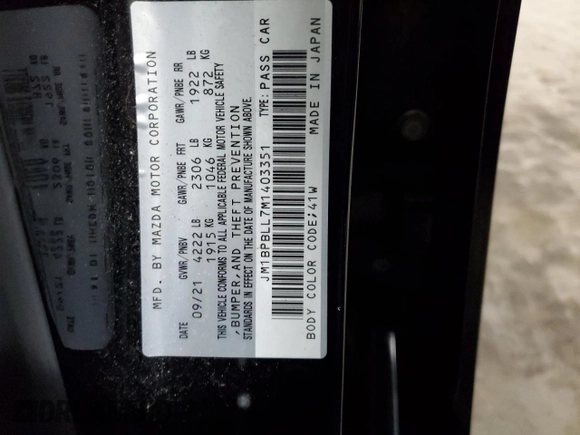 MFD. BY MAZDA MOTOR CORPORATION
DATE GVWR/PNBV GAWR/PNBE FRT GAWR/PNBE RR
09/21 4222 LB 2306 LB 1922 LB
1915 KG 1046 KG 872 KG
THIS VEHICLE CONFORMS TO ALL APPLICABLE FEDERAL MOTOR VEHICLE SAFETY
,BUMPER,AND THEFT PREVENTION
STANDARDS IN EFFECT ON THE DATE OF MANUFACTURE SHOWN ABOVE.
JM1BPBLL7M1403351 TYPE: PASS CAR
BODY COLOR CODE;41W MADE IN JAPAN